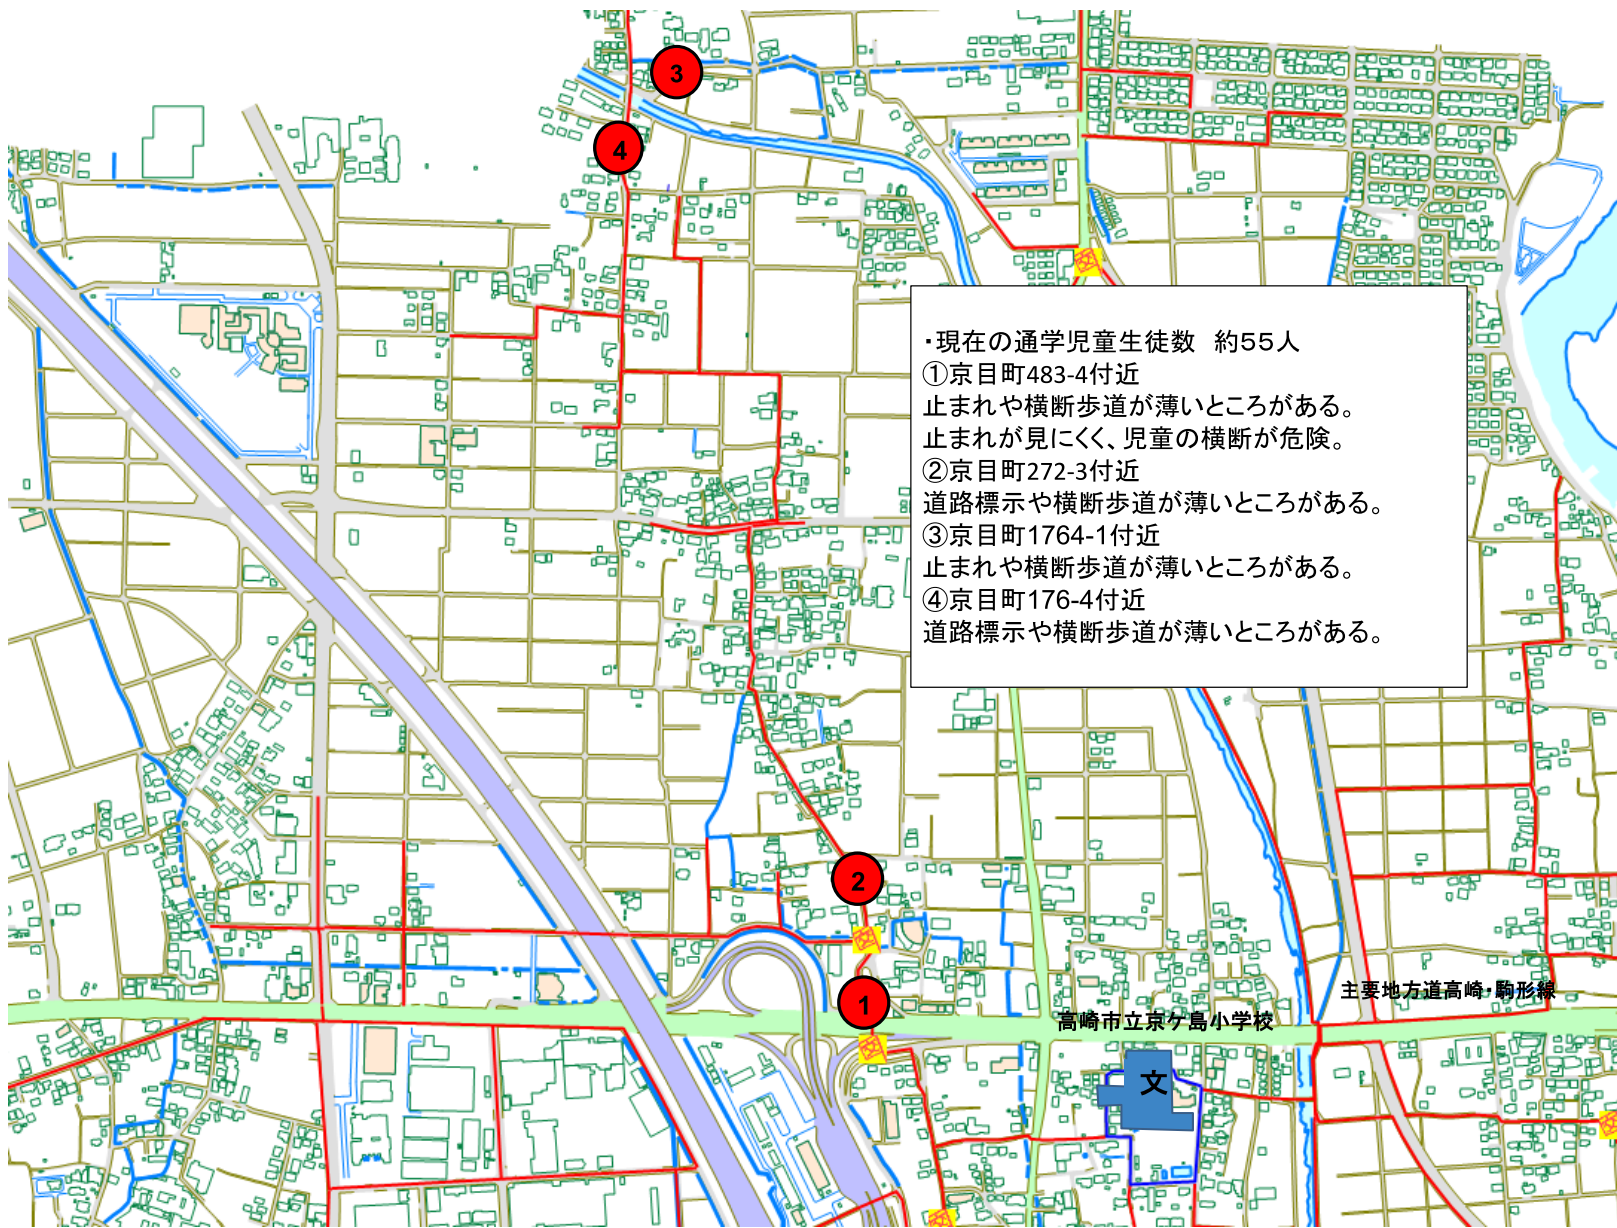 3
4
・現在の通学児童生徒数　約55人
①京目町483-4付近
止まれや横断歩道が薄いところがある。
止まれが見にくく、児童の横断が危険。
②京目町272-3付近
道路標示や横断歩道が薄いところがある。
③京目町1764-1付近
止まれや横断歩道が薄いところがある。
④京目町176-4付近
道路標示や横断歩道が薄いところがある。
2
1
主要地方道高崎・駒形線
高崎市立京ケ島小学校
文